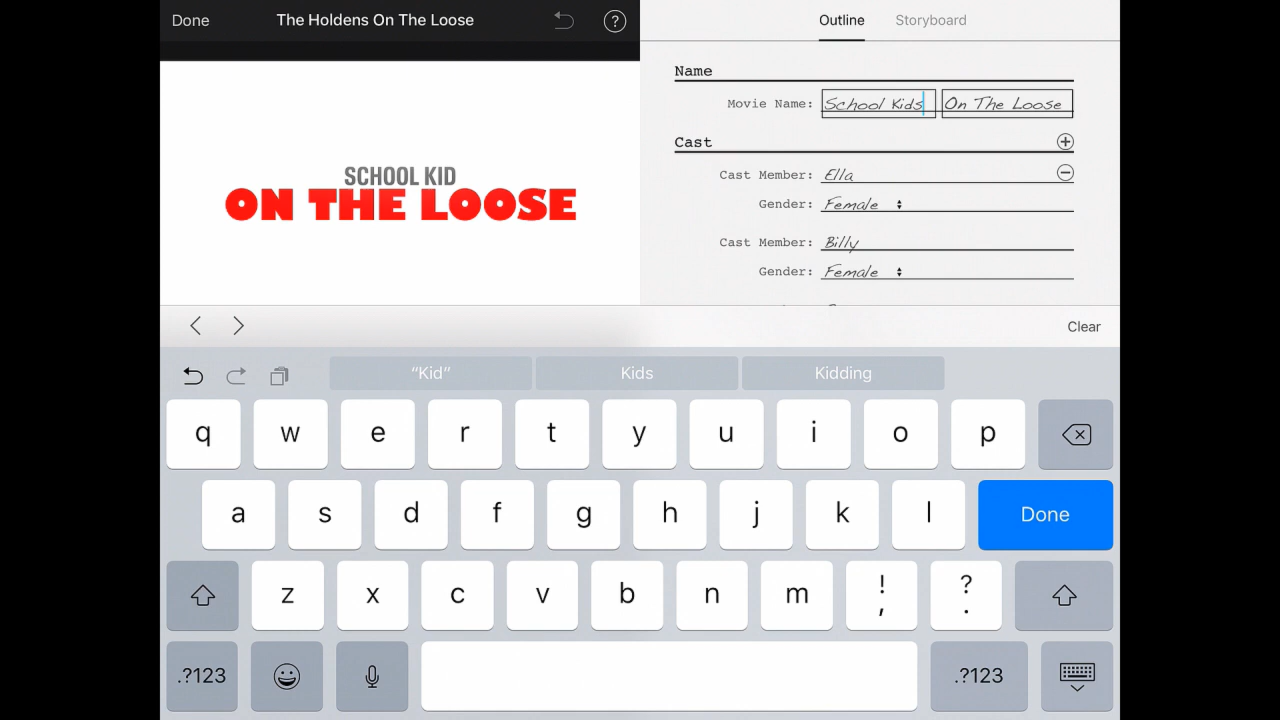 Done The Holdens On The Loose ?
Outline Storyboard
SCHOOL KID
ON THE LOOSE
Name
Movie Name: School Kids On The Loose
Cast
Cast Member: Ella
Gender: Female
Cast Member: Billy
Gender: Female
Clear
“Kid” Kids Kidding
q w e r t y u i o p
a s d f g h j k l Done
z x c v b n m ! , ? .
.?123 .?123